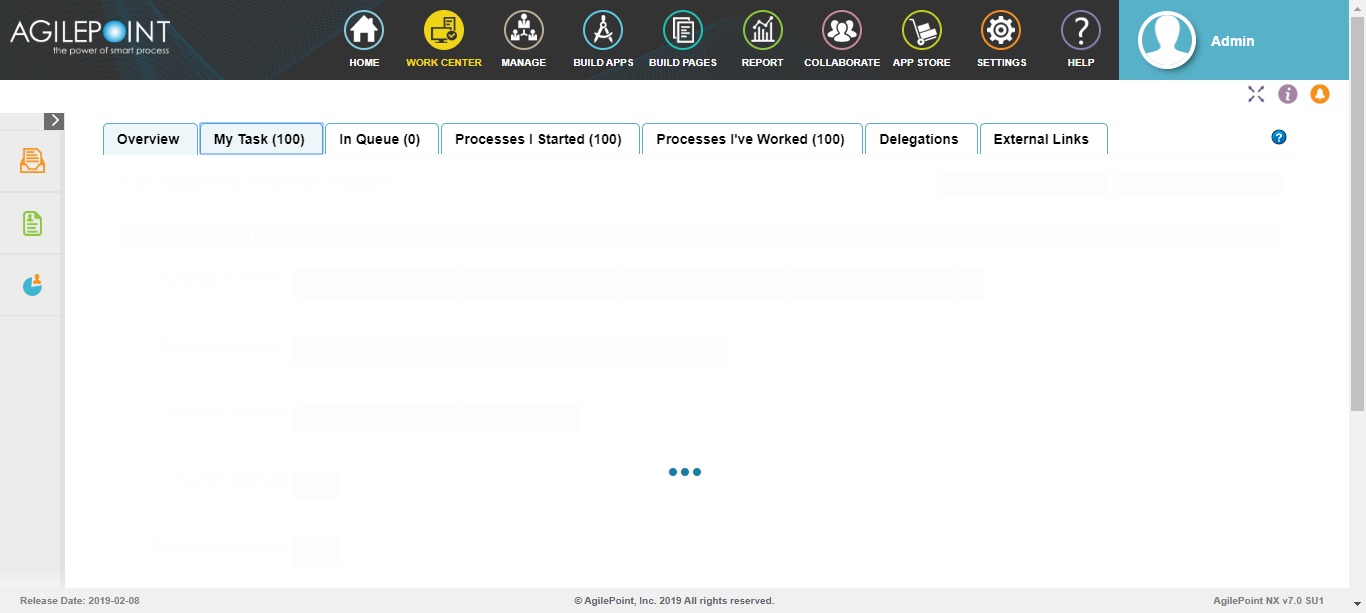 AGILEPOINT
the power of smart process
HOME
WORK CENTER
MANAGE
BUILD APPS
BUILD PAGES
REPORT
COLLABORATE
APP STORE
SETTINGS
HELP
Admin
Overview
My Task (100)
In Queue (0)
Processes I Started (100)
Processes I've Worked (100)
Delegations
External Links
Release Date: 2019-02-08
© AgilePoint, Inc. 2019 All rights reserved.
AgilePoint NX v7.0 SU1